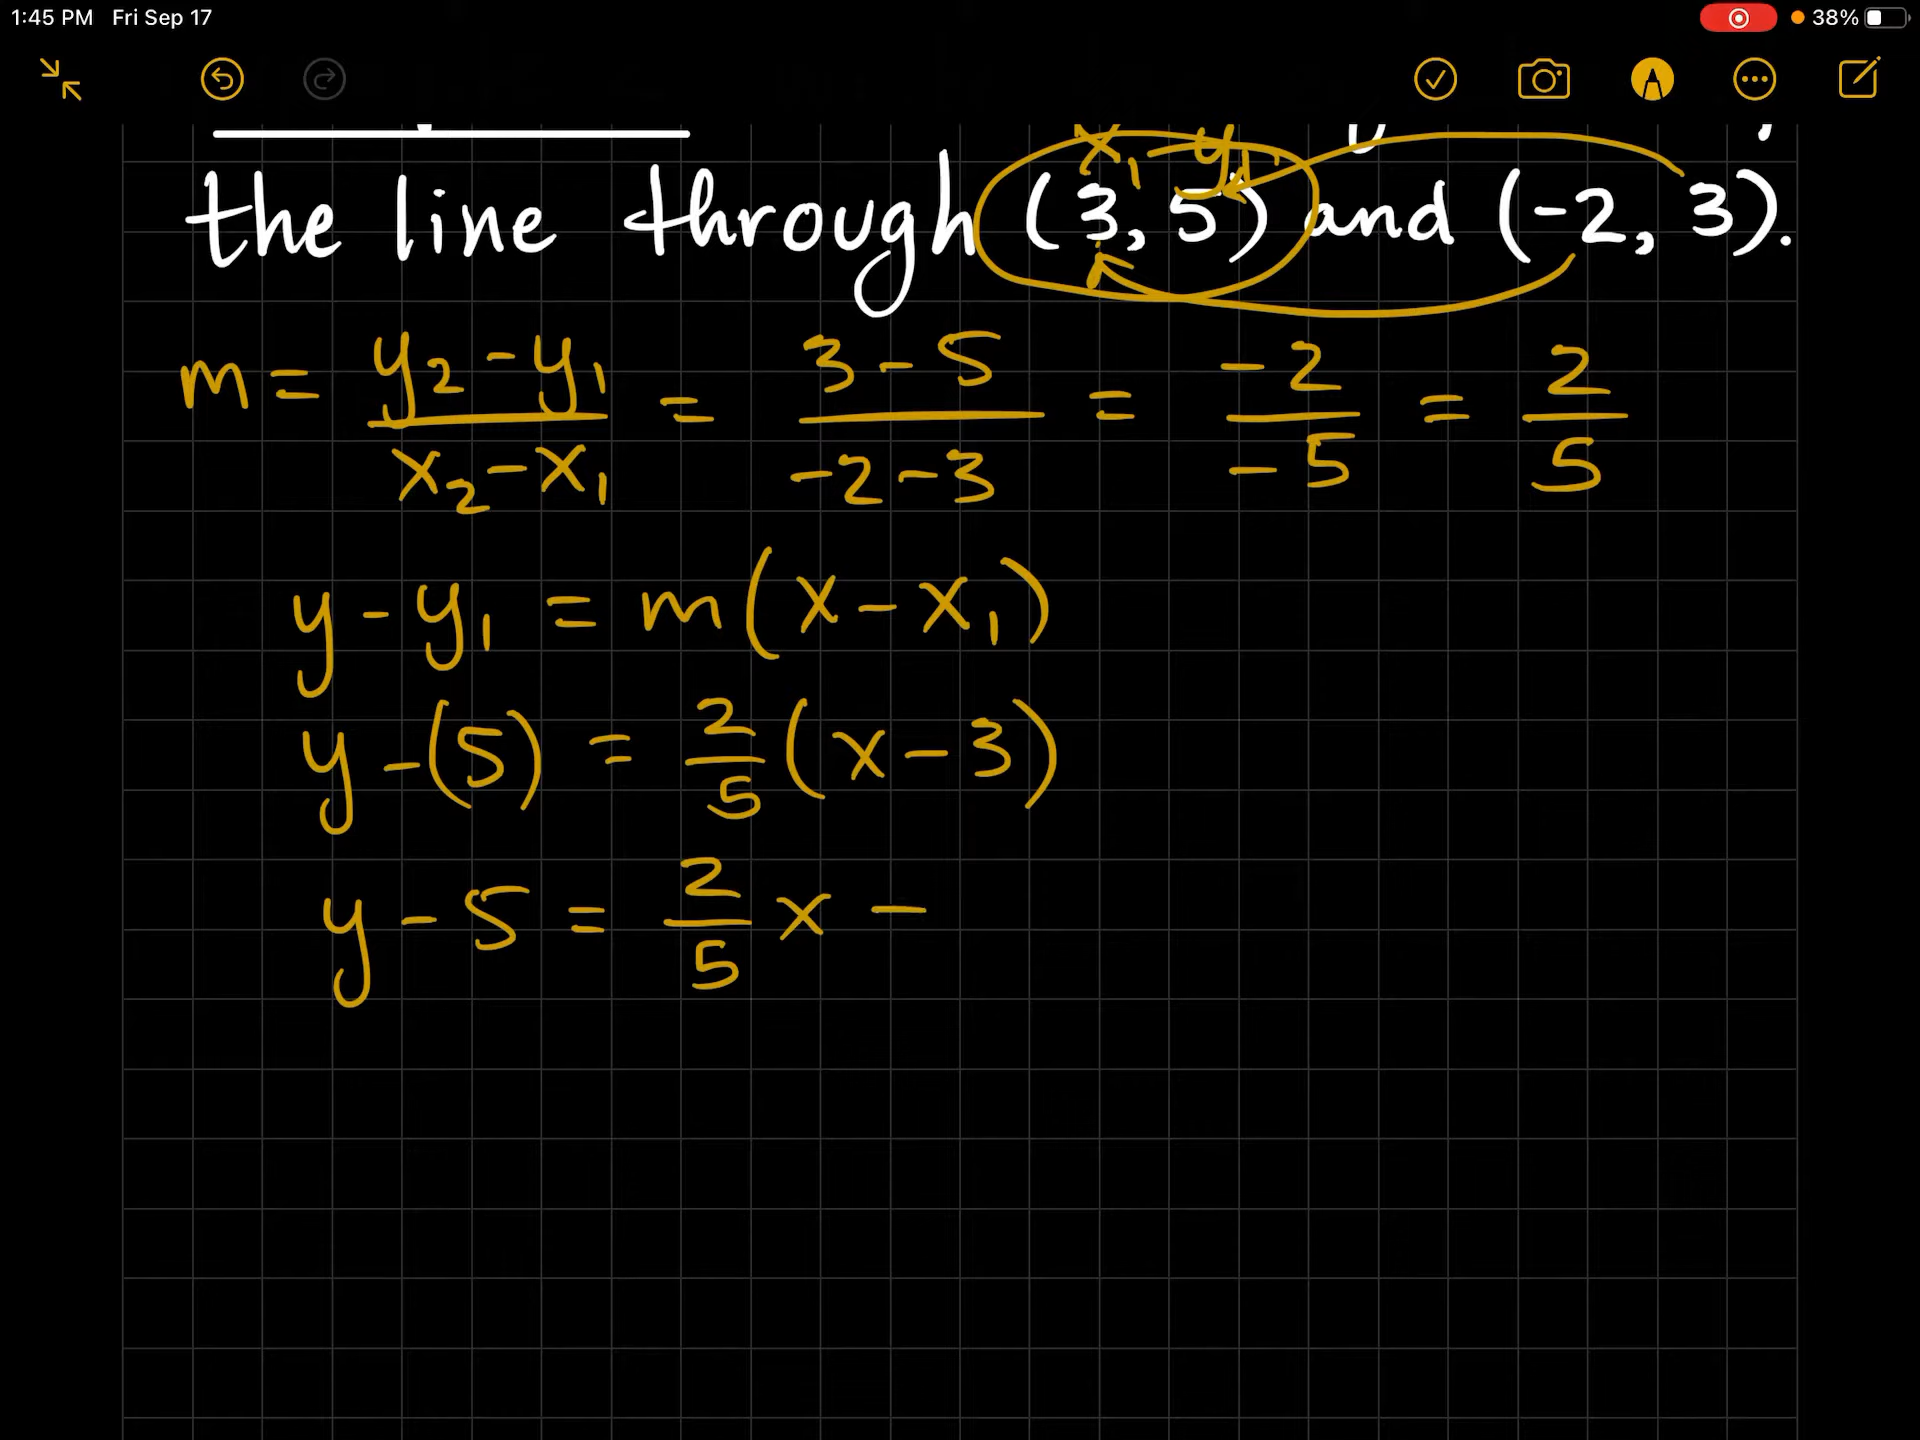 1:45 PM Fri Sep 17 38%
x₁ y₁
the line through (3, 5) and (-2, 3).
m = y₂ - y₁ / x₂ - x₁ = 3 - 5 / -2 - 3 = -2 / -5 = 2 / 5
y - y₁ = m(x - x₁)
y - (5) = 2/5 (x - 3)
y - 5 = 2/5 x -